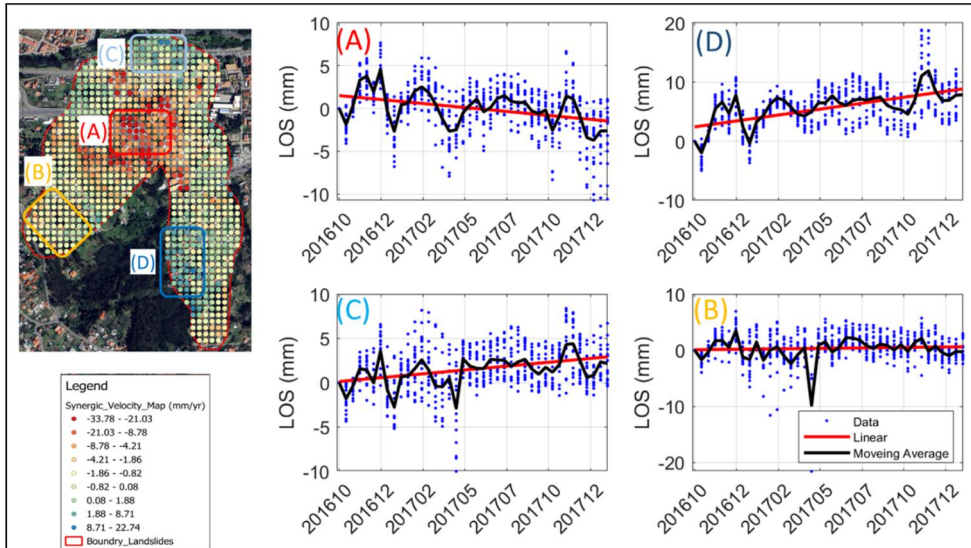 (C)
(A)
(B)
(D)
Legend
Synergic_Velocity_Map (mm/yr)
-33.78 - -21.03
-21.03 - -8.78
-8.78 - -4.21
-4.21 - -1.86
-1.86 - -0.82
-0.82 - 0.08
0.08 - 1.88
1.88 - 8.71
8.71 - 22.74
Boundry_Landslides
(A)
LOS (mm)
10
5
0
-5
-10
201610
201612
201702
201705
201707
201710
201712
(D)
LOS (mm)
20
10
0
-10
201610
201612
201702
201705
201707
201710
201712
(C)
LOS (mm)
10
5
0
-5
-10
201610
201612
201702
201705
201707
201710
201712
(B)
LOS (mm)
10
0
-10
-20
201610
201612
201702
201705
201707
201710
201712
Data
Linear
Moveing Average